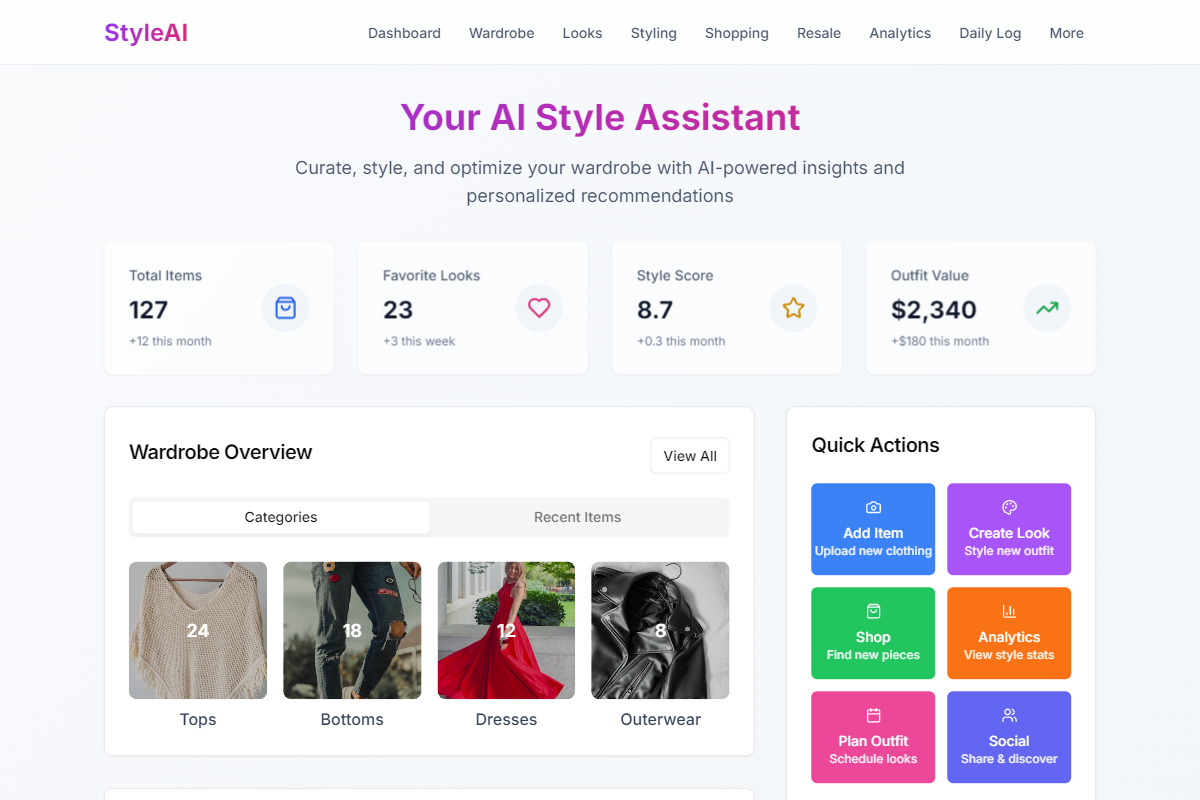 StyleAI
Dashboard
Wardrobe
Looks
Styling
Shopping
Resale
Analytics
Daily Log
More
Your AI Style Assistant
Curate, style, and optimize your wardrobe with AI-powered insights and
personalized recommendations
Total Items
127
+12 this month
Favorite Looks
23
+3 this week
Style Score
8.7
+0.3 this month
Outfit Value
$2,340
+$180 this month
Wardrobe Overview
View All
Categories
Recent Items
24
Tops
18
Bottoms
12
Dresses
8
Outerwear
Quick Actions
Add Item
Upload new clothing
Create Look
Style new outfit
Shop
Find new pieces
Analytics
View style stats
Plan Outfit
Schedule looks
Social
Share & discover